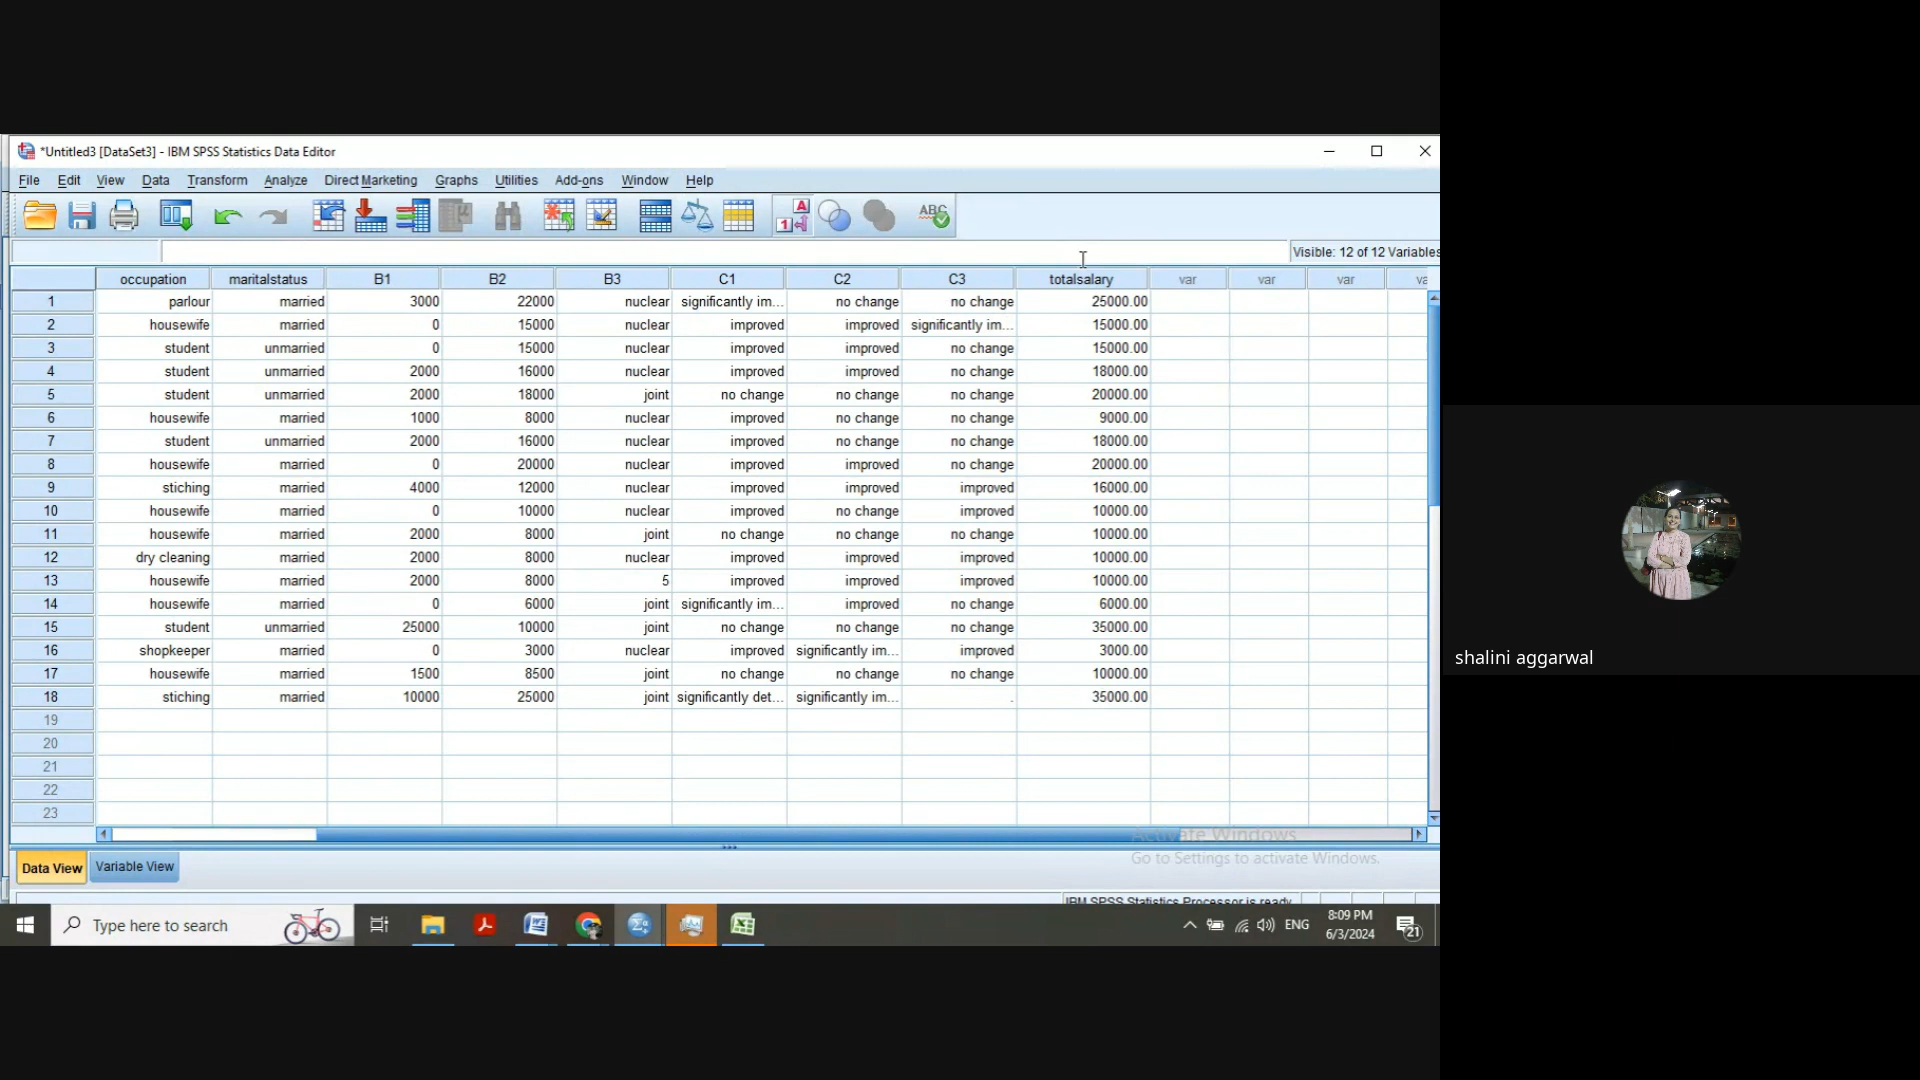 *Untitled3 [DataSet3] - IBM SPSS Statistics Data Editor
File Edit View Data Transform Analyze Direct Marketing Graphs Utilities Add-ons Window Help
Visible: 12 of 12 Variables
occupation maritalstatus B1 B2 B3 C1 C2 C3 totalsalary var var var va
1 parlour married 3000 22000 nuclear significantly im... no change no change 25000.00
2 housewife married 0 15000 nuclear improved improved significantly im... 15000.00
3 student unmarried 0 15000 nuclear improved improved no change 15000.00
4 student unmarried 2000 16000 nuclear improved improved no change 18000.00
5 student unmarried 2000 18000 joint no change no change no change 20000.00
6 housewife married 1000 8000 nuclear improved no change no change 9000.00
7 student unmarried 2000 16000 nuclear improved no change no change 18000.00
8 housewife married 0 20000 nuclear improved improved no change 20000.00
9 stiching married 4000 12000 nuclear improved improved improved 16000.00
10 housewife married 0 10000 nuclear improved no change improved 10000.00
11 housewife married 2000 8000 joint no change no change no change 10000.00
12 dry cleaning married 2000 8000 nuclear improved improved improved 10000.00
13 housewife married 2000 8000 5 improved improved improved 10000.00
14 housewife married 0 6000 joint significantly im... improved no change 6000.00
15 student unmarried 25000 10000 joint no change no change no change 35000.00
16 shopkeeper married 0 3000 nuclear improved significantly im... improved 3000.00
17 housewife married 1500 8500 joint no change no change no change 10000.00
18 stiching married 10000 25000 joint significantly det... significantly im... . 35000.00
19
20
21
22
23
Activate Windows
Go to Settings to activate Windows.
Data View Variable View
IBM SPSS Statistics Processor is ready
Type here to search
ENG
8:09 PM
6/3/2024
21
shalini aggarwal